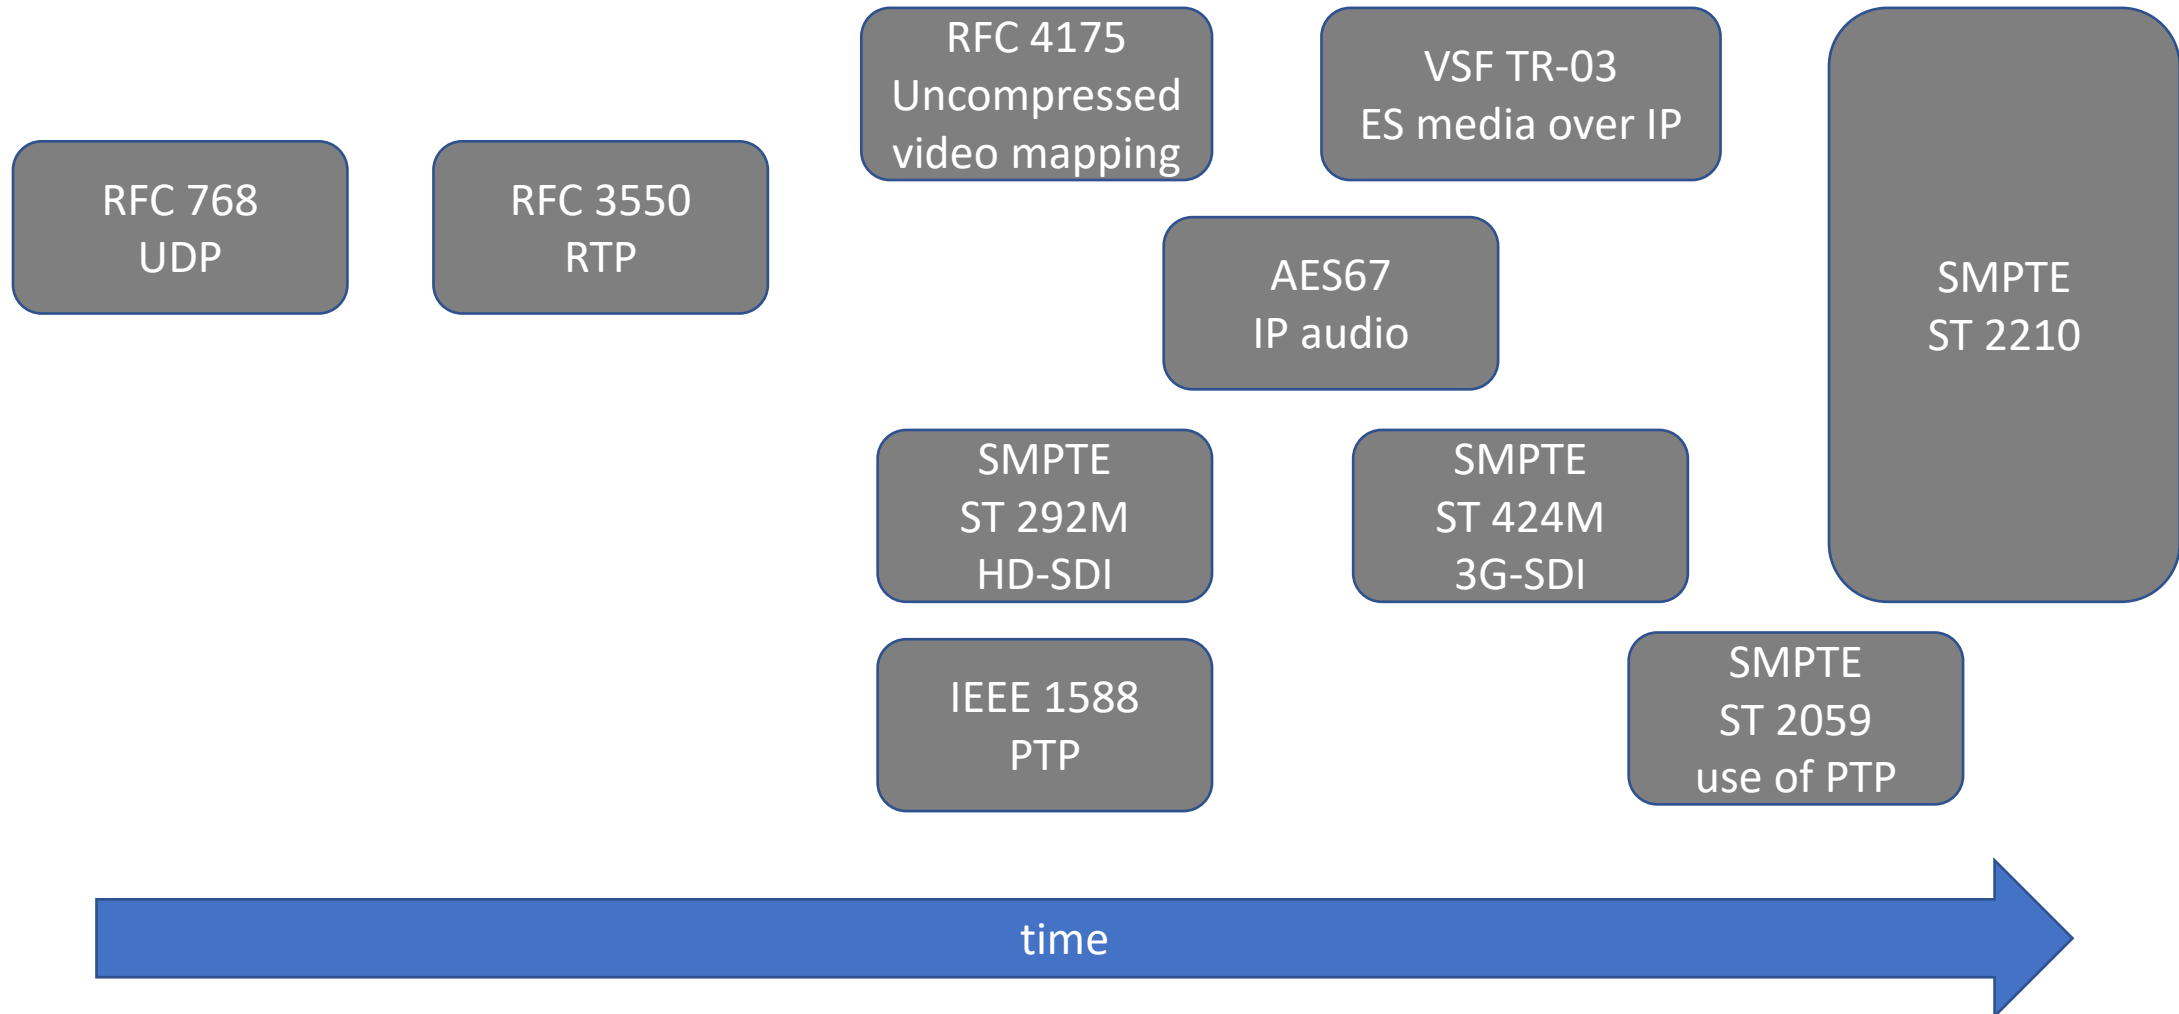 RFC 768
UDP
RFC 3550
RTP
RFC 4175
Uncompressed
video mapping
VSF TR-03
ES media over IP
AES67
IP audio
SMPTE
ST 2210
SMPTE
ST 292M
HD-SDI
SMPTE
ST 424M
3G-SDI
IEEE 1588
PTP
SMPTE
ST 2059
use of PTP
time